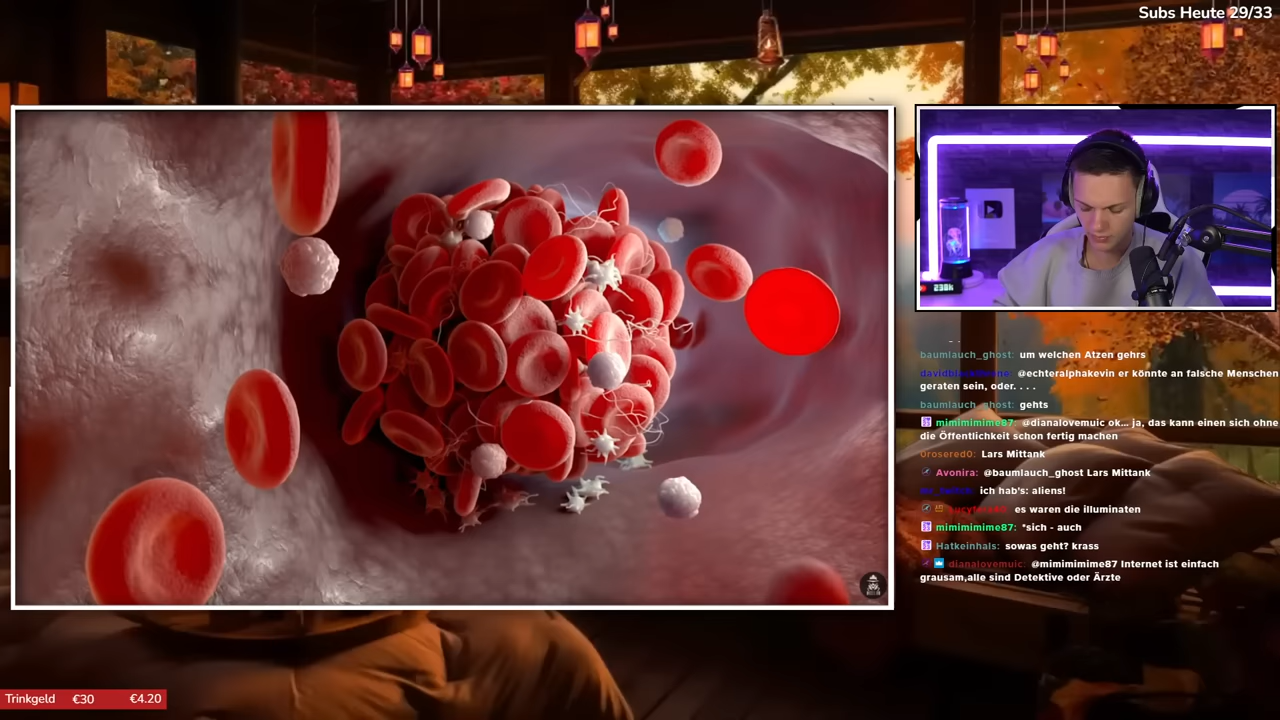 Subs Heute 29/33
238k
baumlauch_ghost: um welchen Atzen gehrs
@echteralphakevin er könnte an falsche Menschen
geraten sein, oder. . . .
baumlauch_ghost: gehts
mimimimime87: @dianalovemuic ok... ja, das kann einen sich ohne
die Öffentlichkeit schon fertig machen
0rosered0: Lars Mittank
Avonira: @baumlauch_ghost Lars Mittank
ich hab's: aliens!
es waren die illuminaten
mimimimime87: *sich - auch
Hatkeinhals: sowas geht? krass
dianalovemuic: @mimimimime87 Internet ist einfach
grausam,alle sind Detektive oder Ärzte
Trinkgeld €30 €4.20